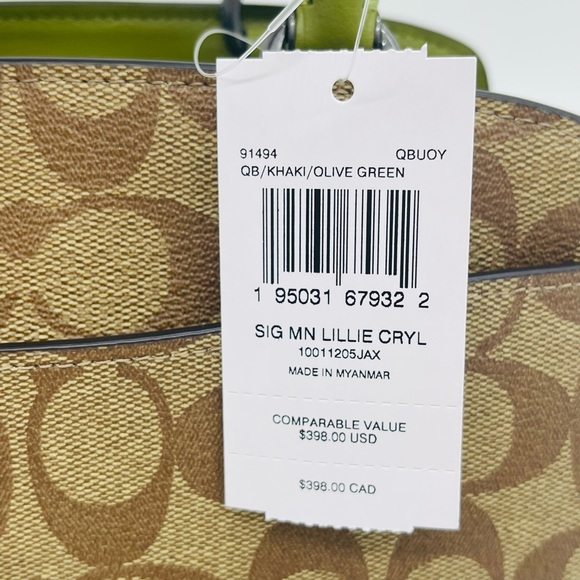 91494 QBUOY
QB/KHAKI/OLIVE GREEN
1 95031 67932 2
SIG MN LILLIE CRYL
10011205JAX
MADE IN MYANMAR
COMPARABLE VALUE
$398.00 USD
$398.00 CAD